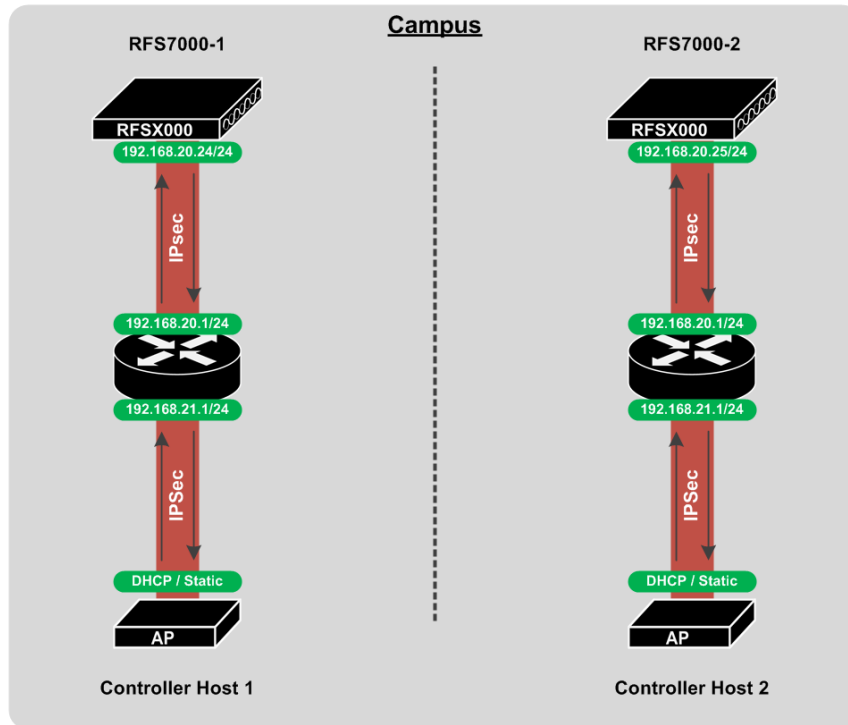 Campus
RFS7000-1
RFSX000
192.168.20.24/24
IPsec
192.168.20.1/24
192.168.21.1/24
IPSec
DHCP / Static
AP
Controller Host 1
RFS7000-2
RFSX000
192.168.20.25/24
IPsec
192.168.20.1/24
192.168.21.1/24
IPSec
DHCP / Static
AP
Controller Host 2